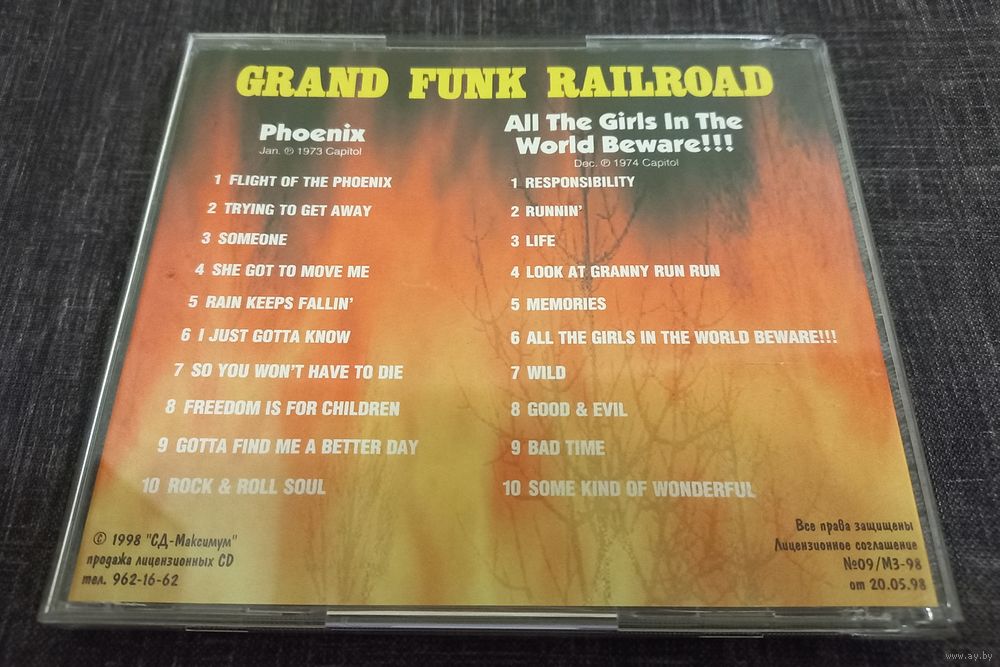 GRAND FUNK RAILROAD
Phoenix
Jan. ℗ 1973 Capitol
1 FLIGHT OF THE PHOENIX
2 TRYING TO GET AWAY
3 SOMEONE
4 SHE GOT TO MOVE ME
5 RAIN KEEPS FALLIN'
6 I JUST GOTTA KNOW
7 SO YOU WON'T HAVE TO DIE
8 FREEDOM IS FOR CHILDREN
9 GOTTA FIND ME A BETTER DAY
10 ROCK & ROLL SOUL
All The Girls In The
World Beware!!!
Dec. ℗ 1974 Capitol
1 RESPONSIBILITY
2 RUNNIN'
3 LIFE
4 LOOK AT GRANNY RUN RUN
5 MEMORIES
6 ALL THE GIRLS IN THE WORLD BEWARE!!!
7 WILD
8 GOOD & EVIL
9 BAD TIME
10 SOME KIND OF WONDERFUL
© 1998 "СД-Максимум"
продажа лицензионных CD
тел. 962-16-62
Все права защищены
Лицензионное соглашение
№09/МЗ-98
от 20.05.98
www.ay.by